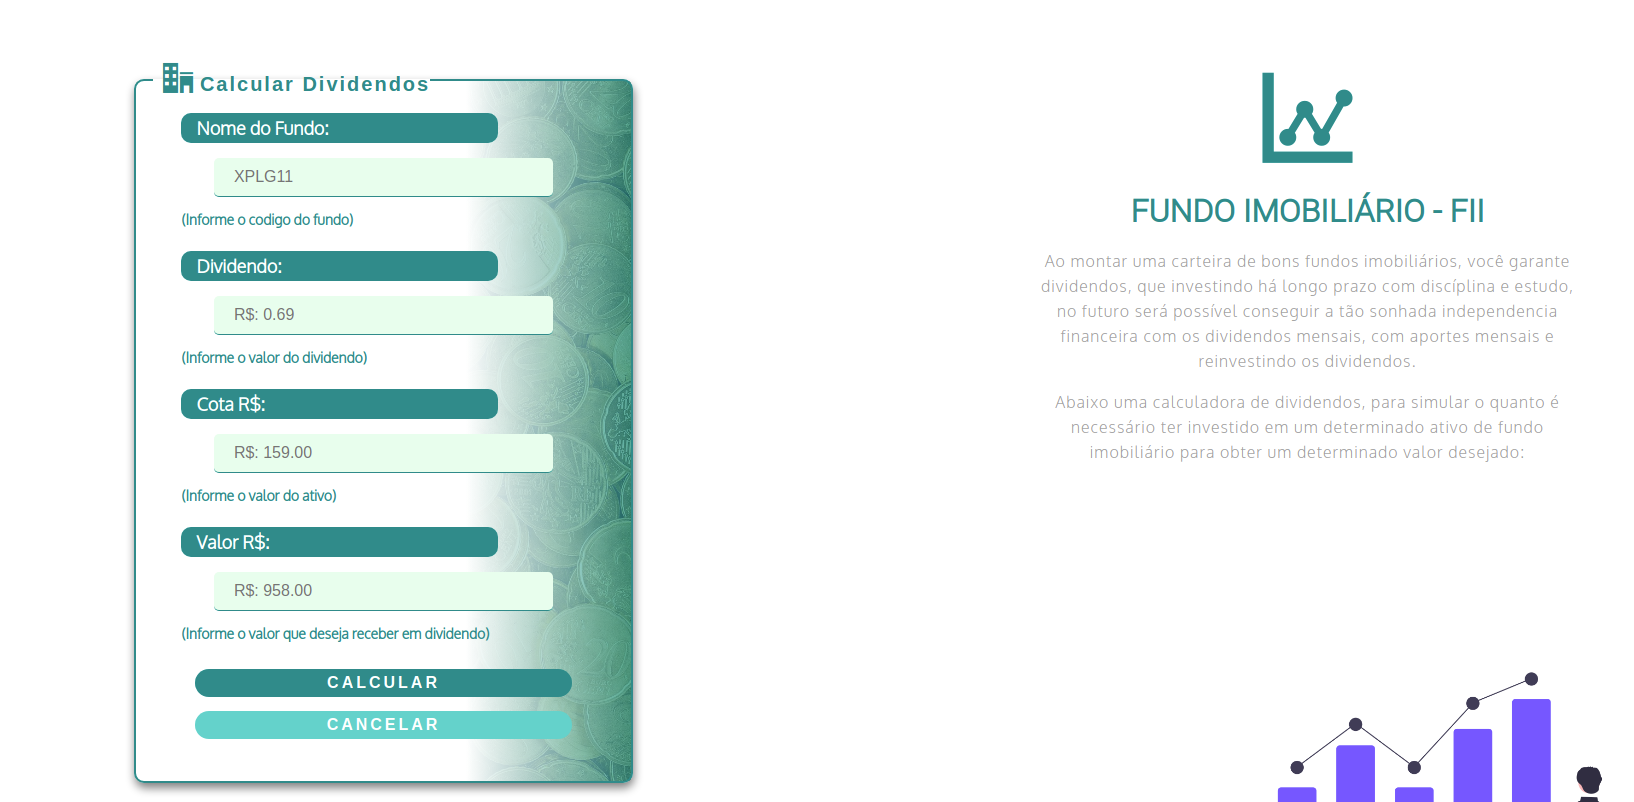 Calcular Dividendos
Nome do Fundo:
XPLG11
(Informe o codigo do fundo)
Dividendo:
R$: 0.69
(Informe o valor do dividendo)
Cota R$:
R$: 159.00
(Informe o valor do ativo)
Valor R$:
R$: 958.00
(Informe o valor que deseja receber em dividendo)
CALCULAR
CANCELAR
FUNDO IMOBILIÁRIO - FII
Ao montar uma carteira de bons fundos imobiliários, você garante
dividendos, que investindo há longo prazo com discíplina e estudo,
no futuro será possível conseguir a tão sonhada independencia
financeira com os dividendos mensais, com aportes mensais e
reinvestindo os dividendos.
Abaixo uma calculadora de dividendos, para simular o quanto é
necessário ter investido em um determinado ativo de fundo
imobiliário para obter um determinado valor desejado: